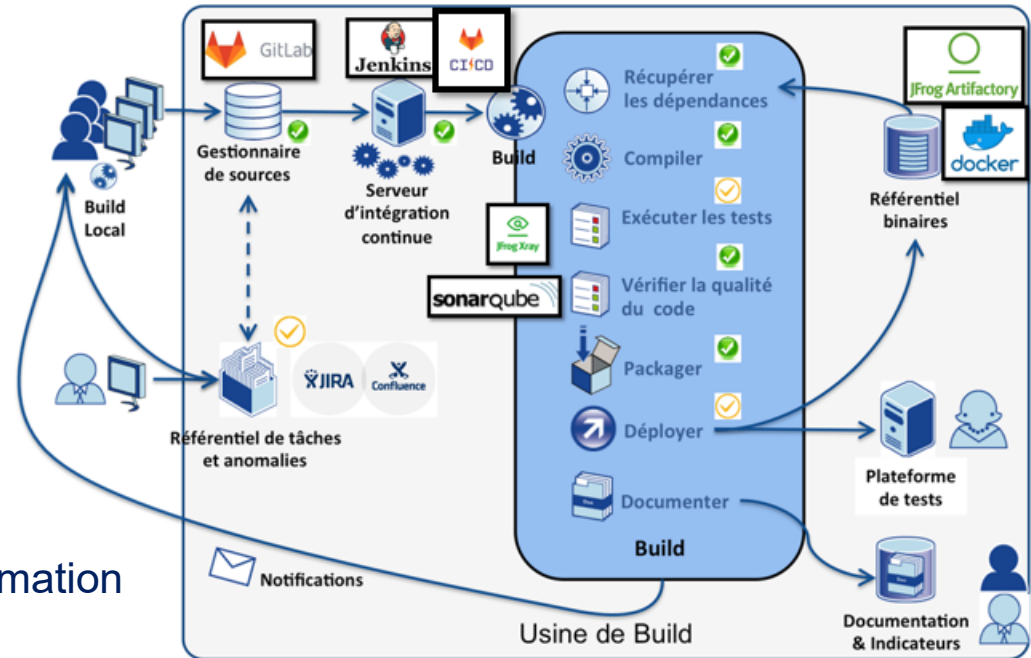 GitLab
Jenkins
CI/CD
JFrog Artifactory
docker
Build
Local
Gestionnaire
de sources
Serveur
d’intégration
continue
Build
Récupérer
les dépendances
Compiler
Exécuter les tests
Vérifier la qualité
du code
Packager
Déployer
Documenter
Build
JFrog Xray
sonarqube
Référentiel
binaires
JIRA
Confluence
Référentiel de tâches
et anomalies
Plateforme
de tests
Documentation
& Indicateurs
Notifications
mation
Usine de Build